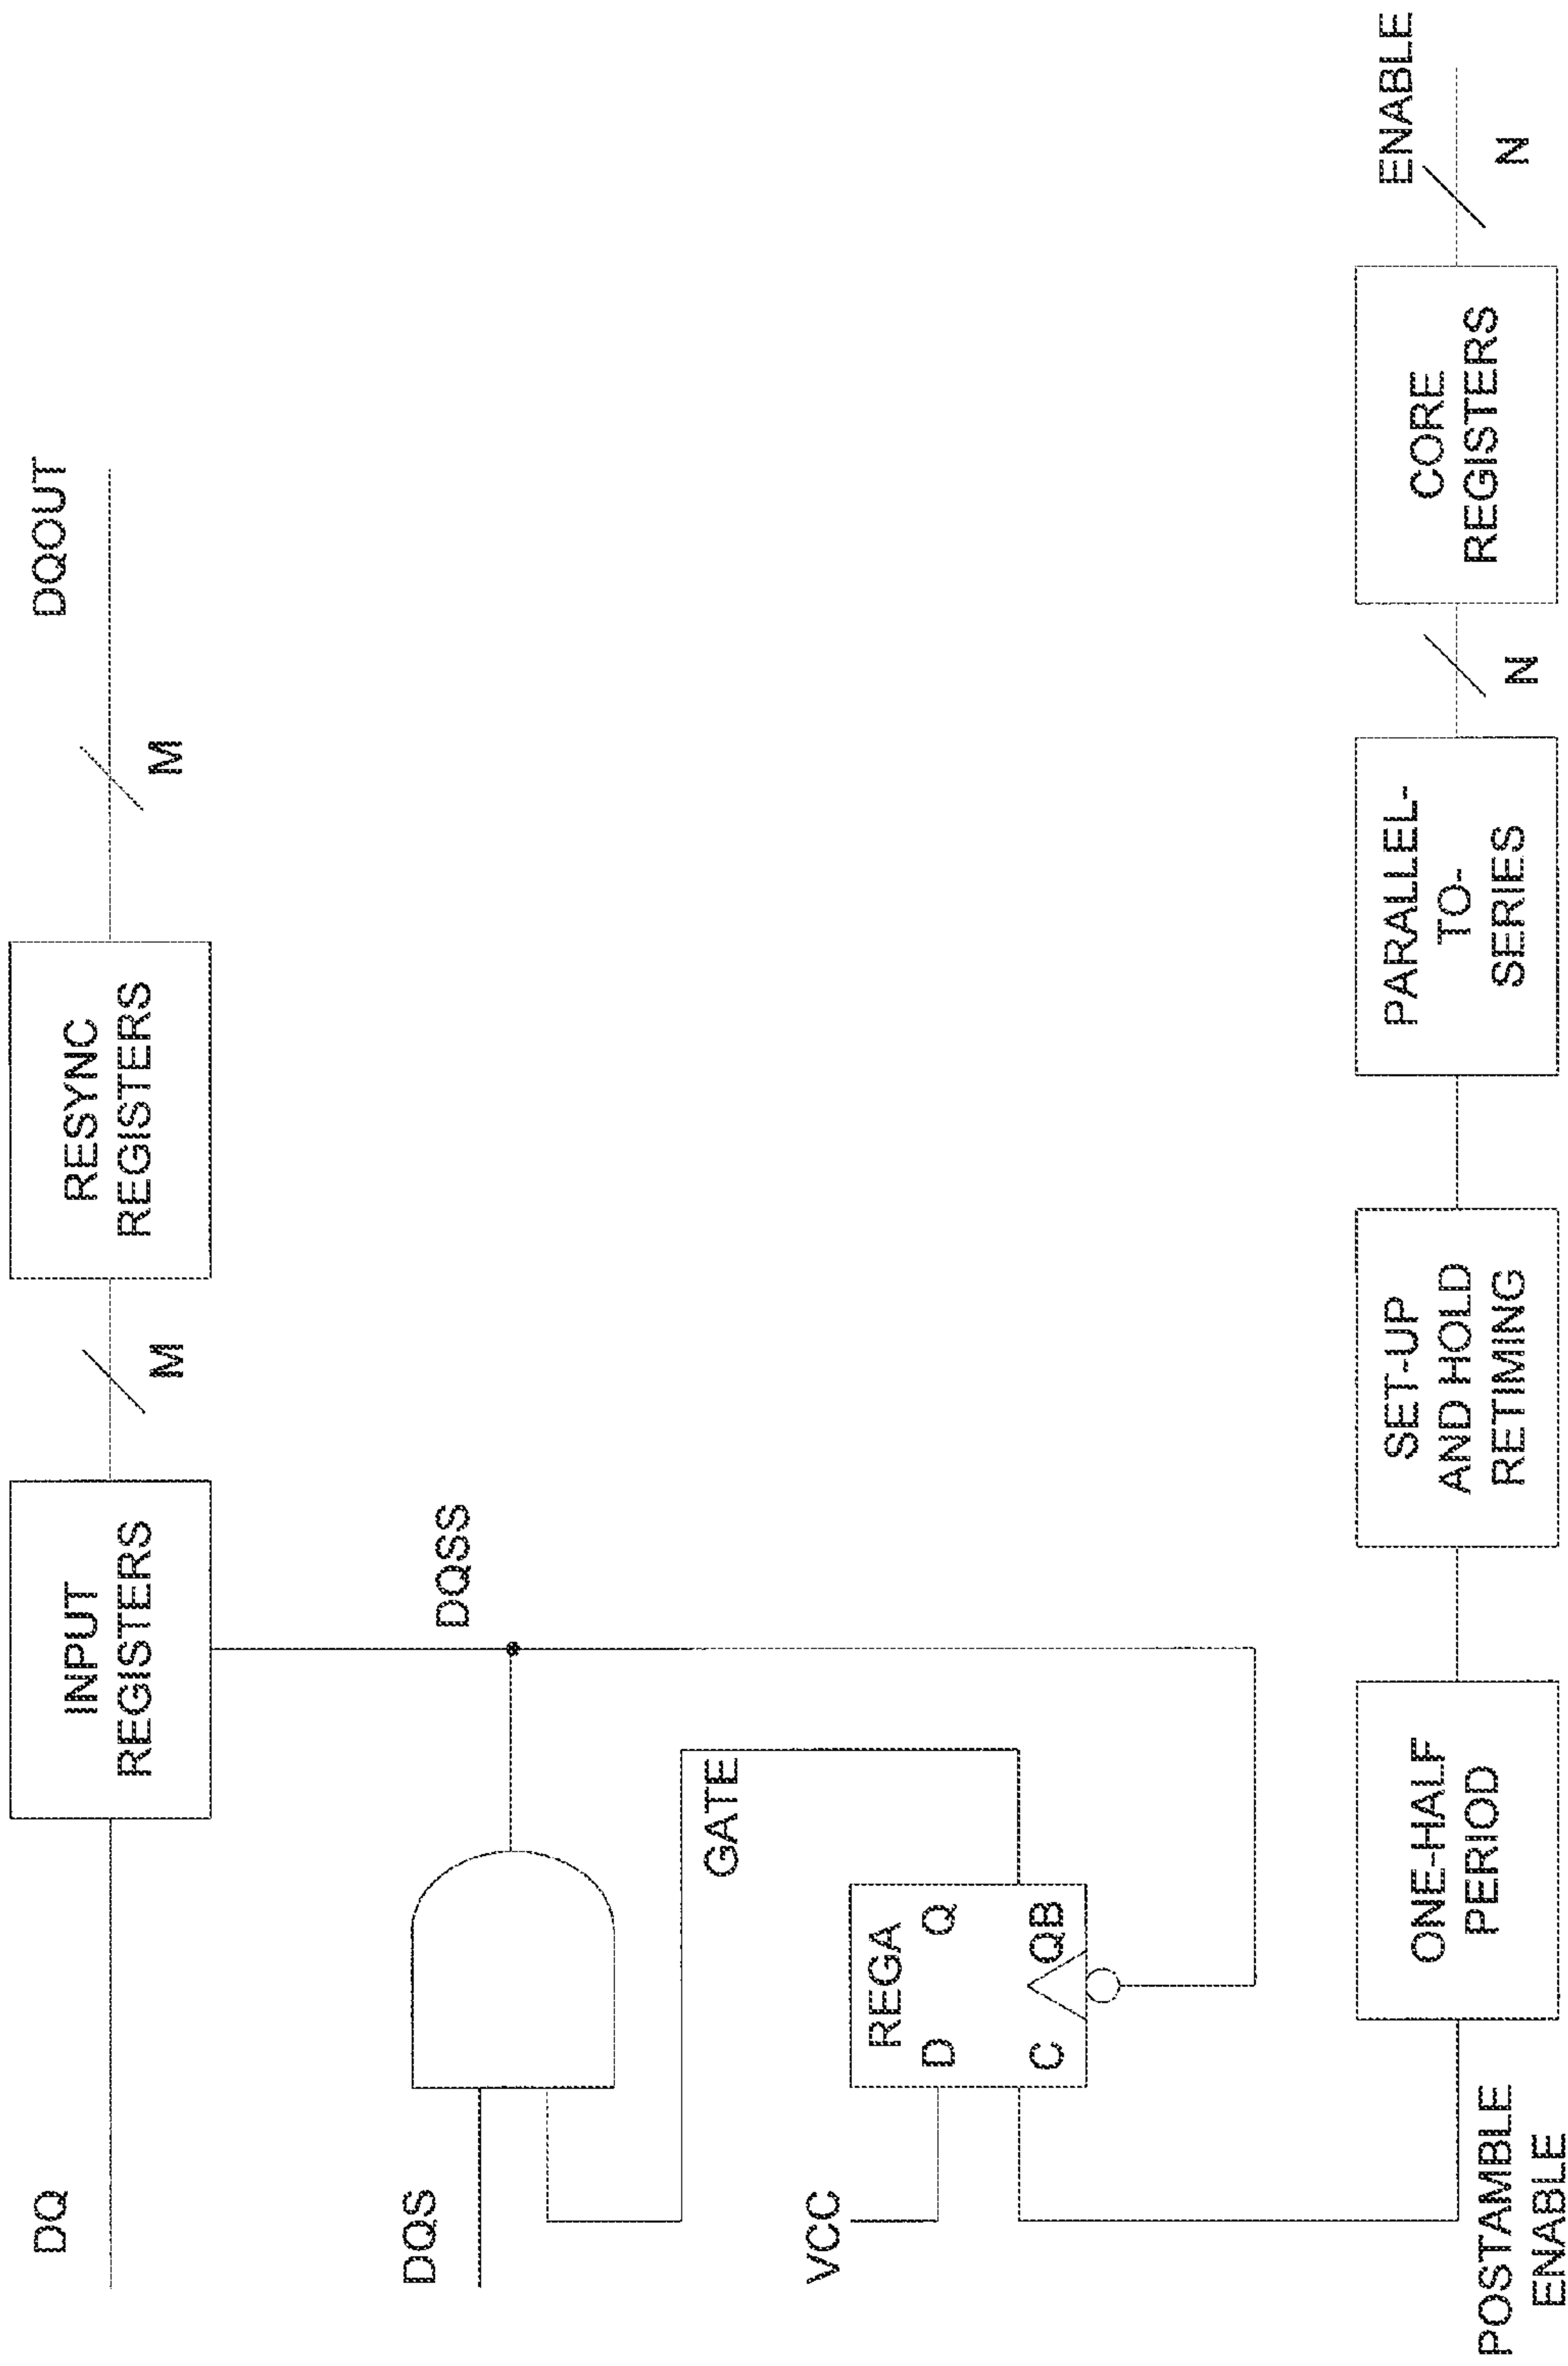 DQ
INPUT
REGISTERS
M
RESYNC
REGISTERS
M
DQOUT
DQS
DQSS
GATE
VCC
REGA
D Q
C QB
POSTAMBLE
ENABLE
ONE-HALF
PERIOD
SET-UP
AND HOLD
RETIMING
PARALLEL-
TO-
SERIES
N
CORE
REGISTERS
ENABLE
N